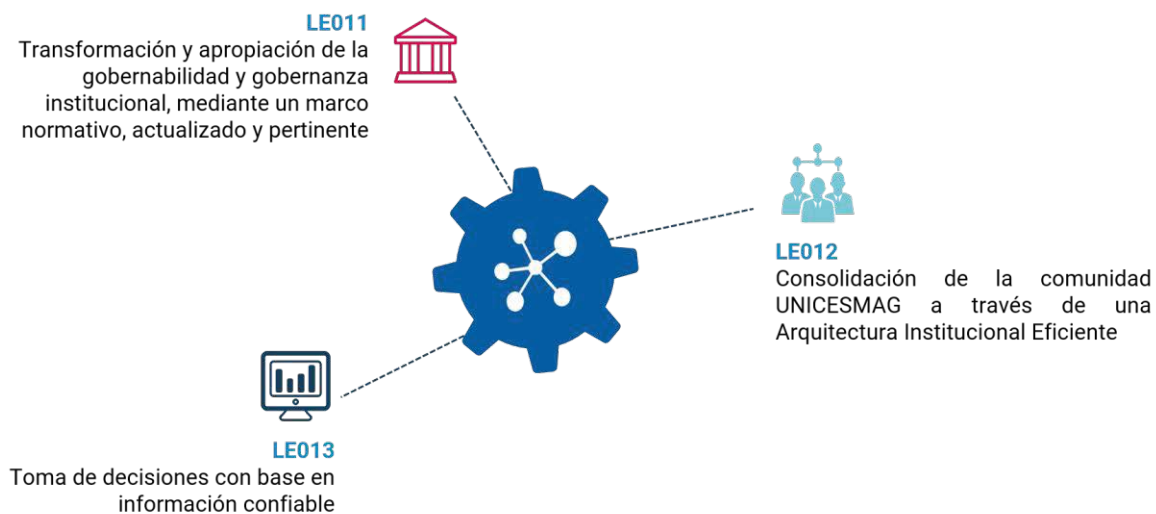 LE011
Transformación y apropiación de la
gobernabilidad y gobernanza
institucional, mediante un marco
normativo, actualizado y pertinente
LE012
Consolidación de la comunidad
UNICESMAG a través de una
Arquitectura Institucional Eficiente
LE013
Toma de decisiones con base en
información confiable